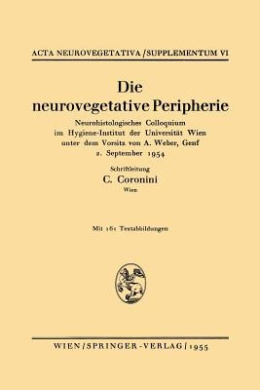 ACTA NEUROVEGETATIVA/SUPPLEMENTUM VI
Die
neurovegetative Peripherie
Neurohistologisches Colloquium
im Hygiene-Institut der Universität Wien
unter dem Vorsitz von A. Weber, Genf
2. September 1954
Schriftleitung
C. Coronini
Wien
Mit 161 Textabbildungen
WIEN/SPRINGER-VERLAG/1955